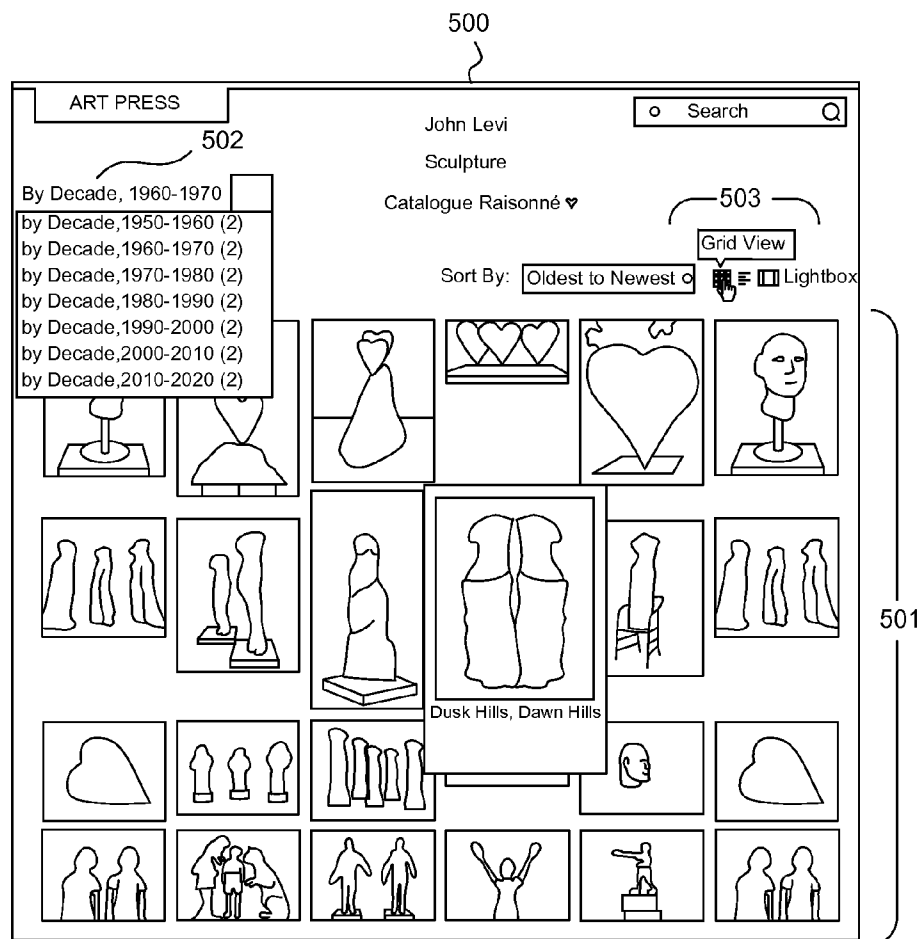 500
ART PRESS
Search
502
John Levi
Sculpture
By Decade, 1960-1970
Catalogue Raisonné
503
by Decade,1950-1960 (2)
by Decade,1960-1970 (2)
by Decade,1970-1980 (2)
by Decade,1980-1990 (2)
by Decade,1990-2000 (2)
by Decade,2000-2010 (2)
by Decade,2010-2020 (2)
Grid View
Sort By: Oldest to Newest Lightbox
501
Dusk Hills, Dawn Hills